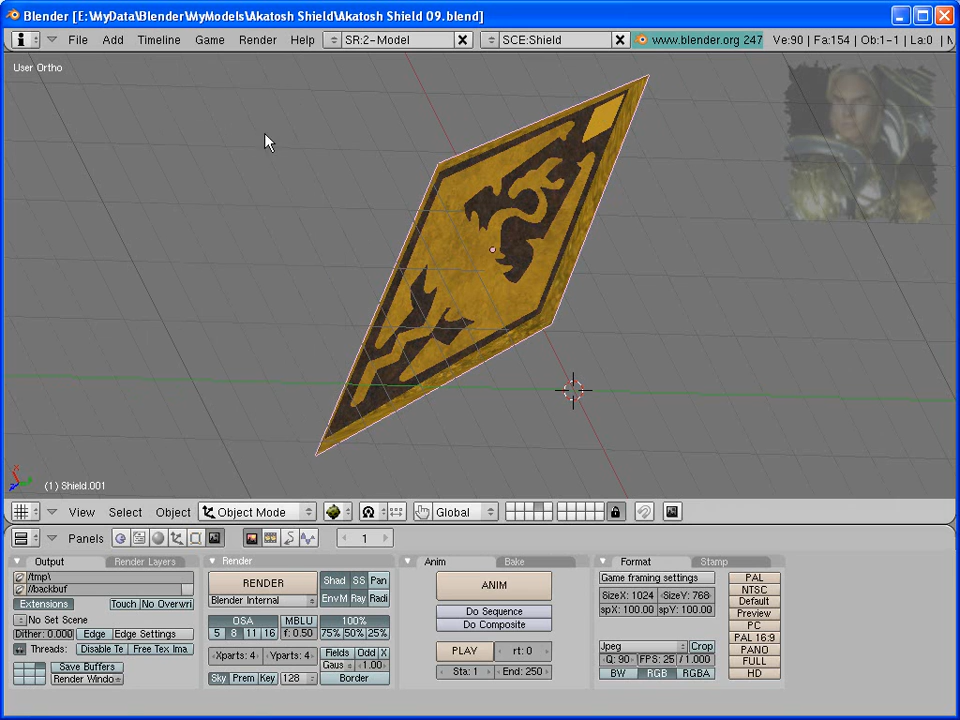 Blender [E:\MyData\Blender\MyModels\Akatosh Shield\Akatosh Shield 09.blend]
File Add Timeline Game Render Help SR:2-Model SCE:Shield www.blender.org 247 Ve:90 | Fa:154 | Ob:1-1 | La:0 |
User Ortho
(1) Shield.001
View Select Object Object Mode Global
Panels 1
Output Render Layers
/tmp\
//backbuf
Extensions Touch No Overwri
No Set Scene
Dither: 0.000 Edge Edge Settings
Threads: Disable Te Free Tex Ima
Save Buffers
Render Windo
Render
RENDER Shad SS Pan
Blender Internal EnvM Ray Radi
OSA MBLU 100%
5 8 11 16 f: 0.50 75% 50% 25%
Xparts: 4 Yparts: 4 Fields Odd X
Gaus 1.00
Sky Prem Key 128 Border
Anim Bake
ANIM
Do Sequence
Do Composite
PLAY rt: 0
Sta: 1 End: 250
Format Stamp
Game framing settings
SizeX: 1024 SizeY: 768
spX: 100.00 spY: 100.00
Jpeg Crop
Q: 90 FPS: 25 / 1.000
BW RGB RGBA
PAL
NTSC
Default
Preview
PC
PAL 16:9
PANO
FULL
HD